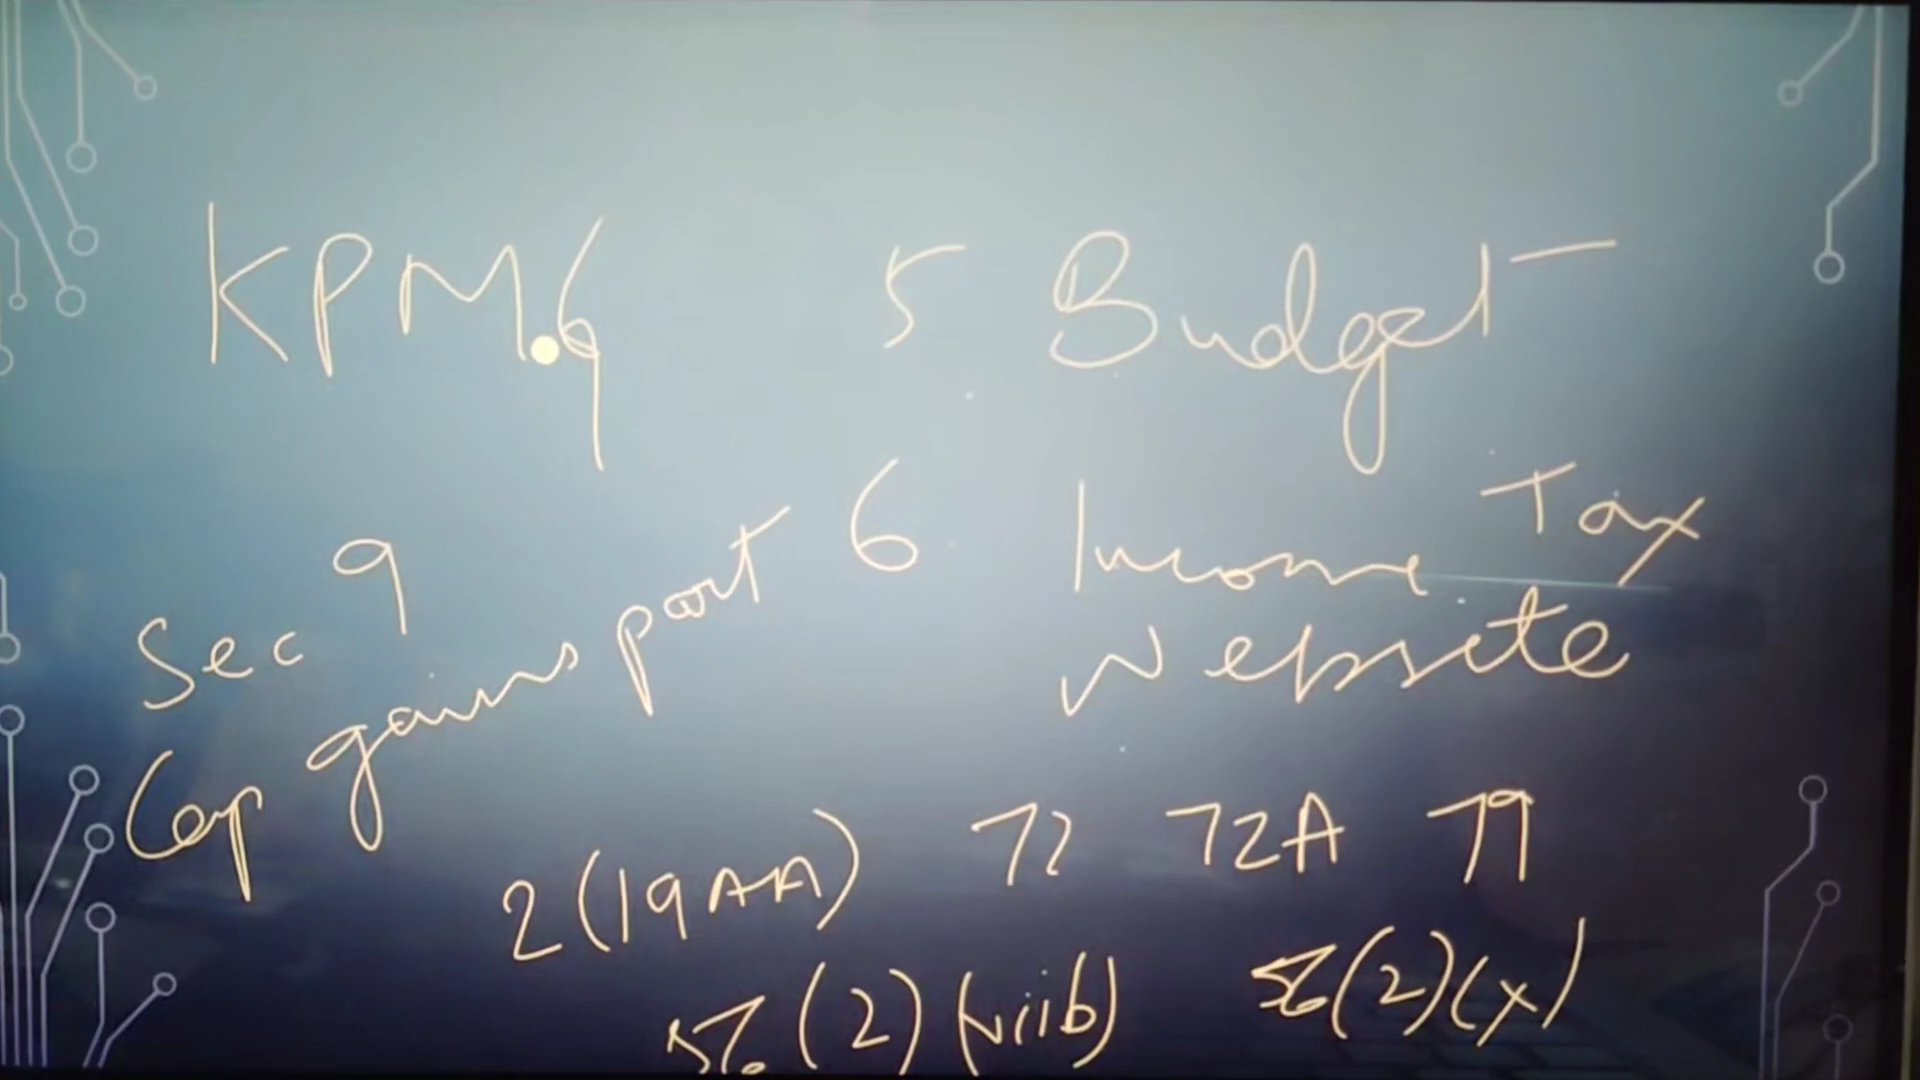 KPMG
5 Budget
6 Income Tax
Website
Sec 9
Cap gains part
2(19AA) 72 72A 79
56(2)(viib) 56(2)(x)